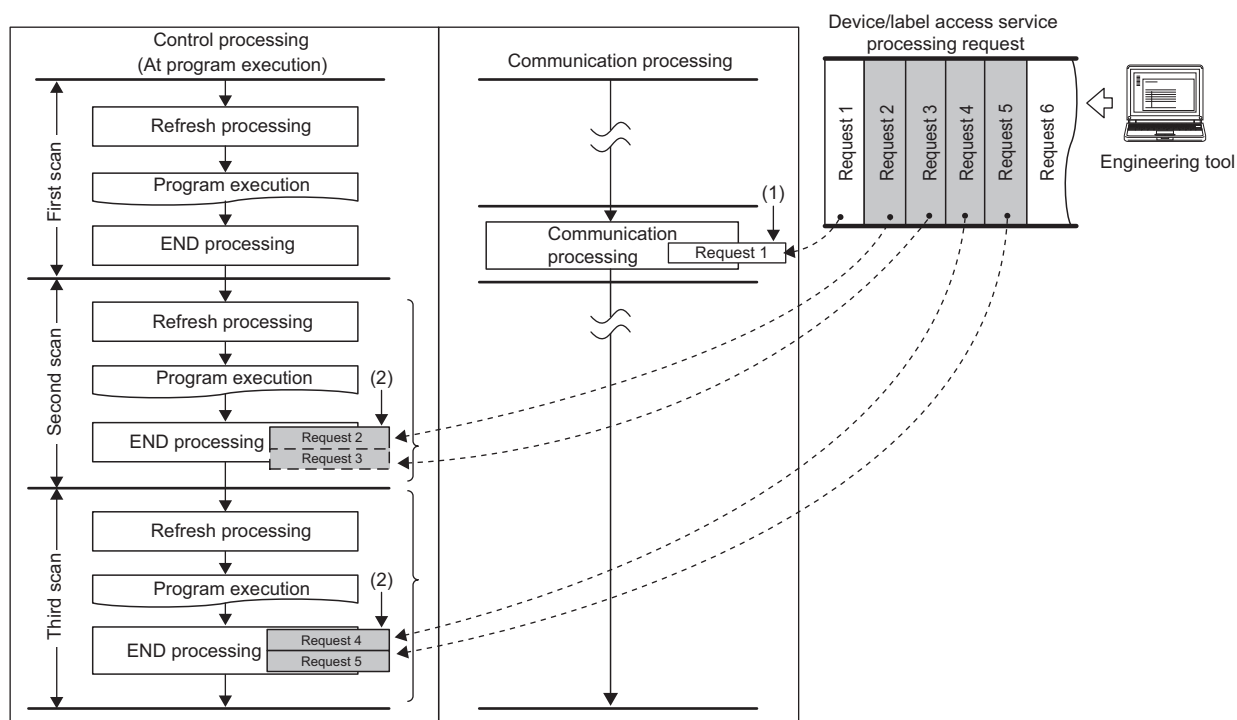 Control processing
(At program execution)
First scan
Refresh processing
Program execution
END processing
Second scan
Refresh processing
Program execution
(2)
END processing
Request 2
Request 3
Third scan
Refresh processing
Program execution
(2)
END processing
Request 4
Request 5
Communication processing
(1)
Communication
processing
Request 1
Device/label access service
processing request
Request 1
Request 2
Request 3
Request 4
Request 5
Request 6
Engineering tool